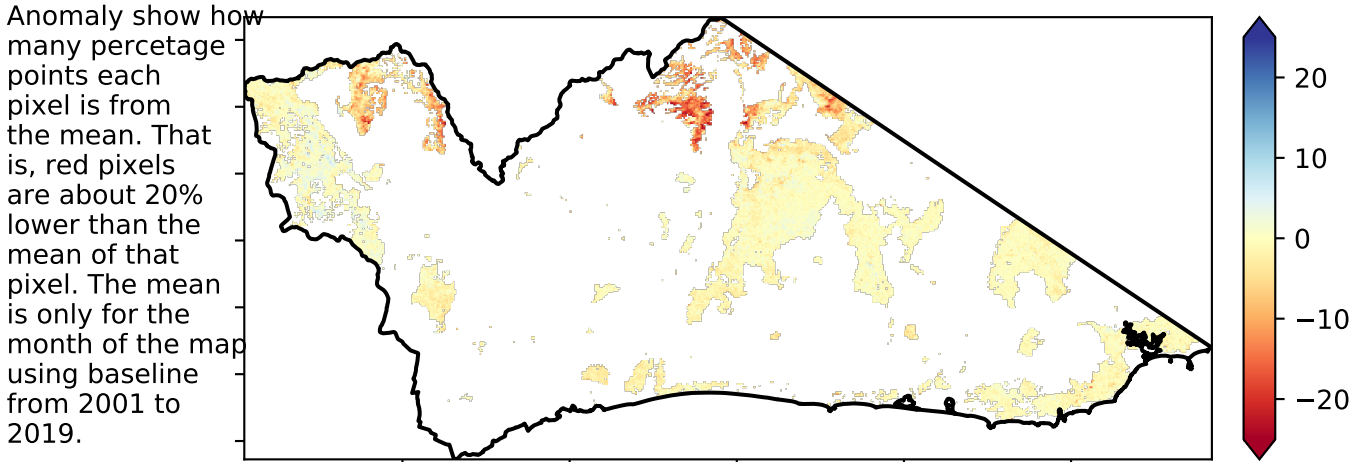 Anomaly show how
many percetage
points each
pixel is from
the mean. That
is, red pixels
are about 20%
lower than the
mean of that
pixel. The mean
is only for the
month of the map
using baseline
from 2001 to
2019.
20
10
0
−10
−20